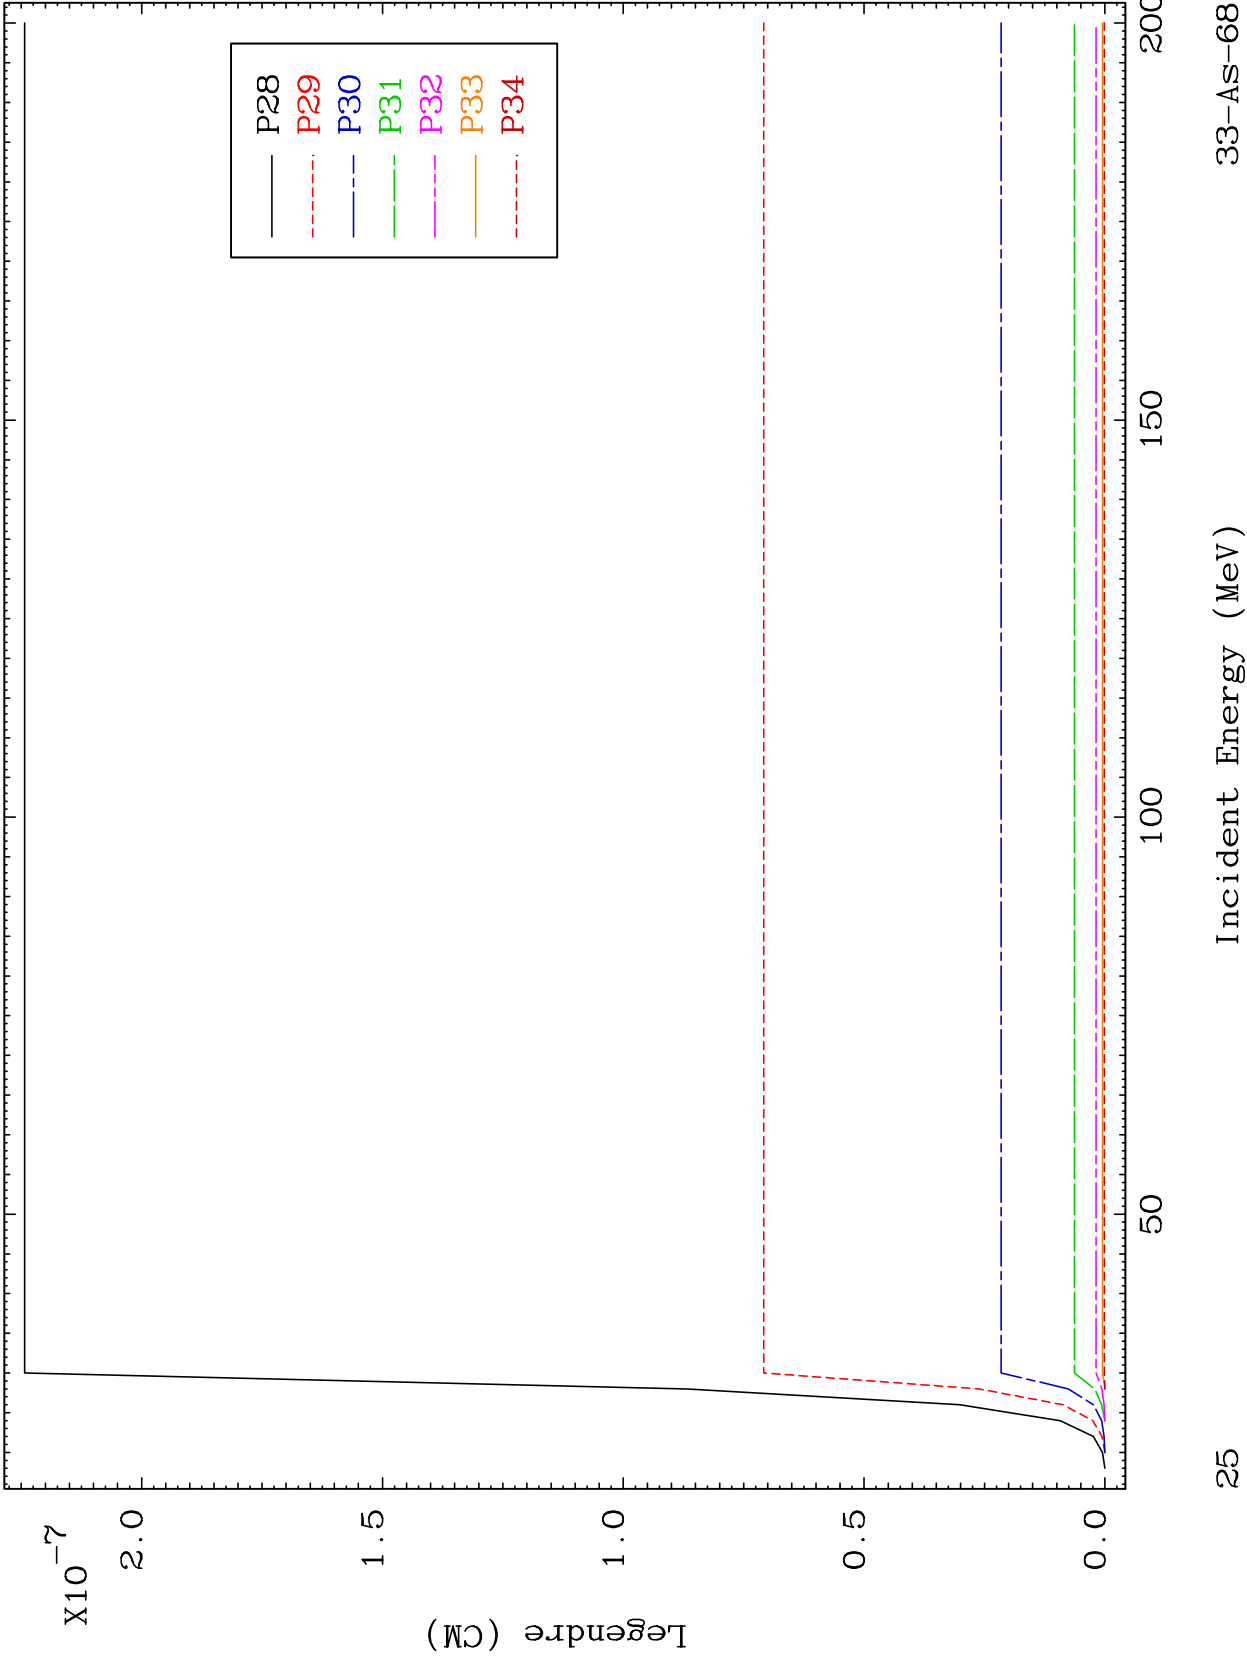 X10-7
2.0
1.5
1.0
0.5
0.0
Legendre (CM)
P28
P29
P30
P31
P32
P33
P34
50
100
150
200
Incident Energy (MeV)
25
33-As-68